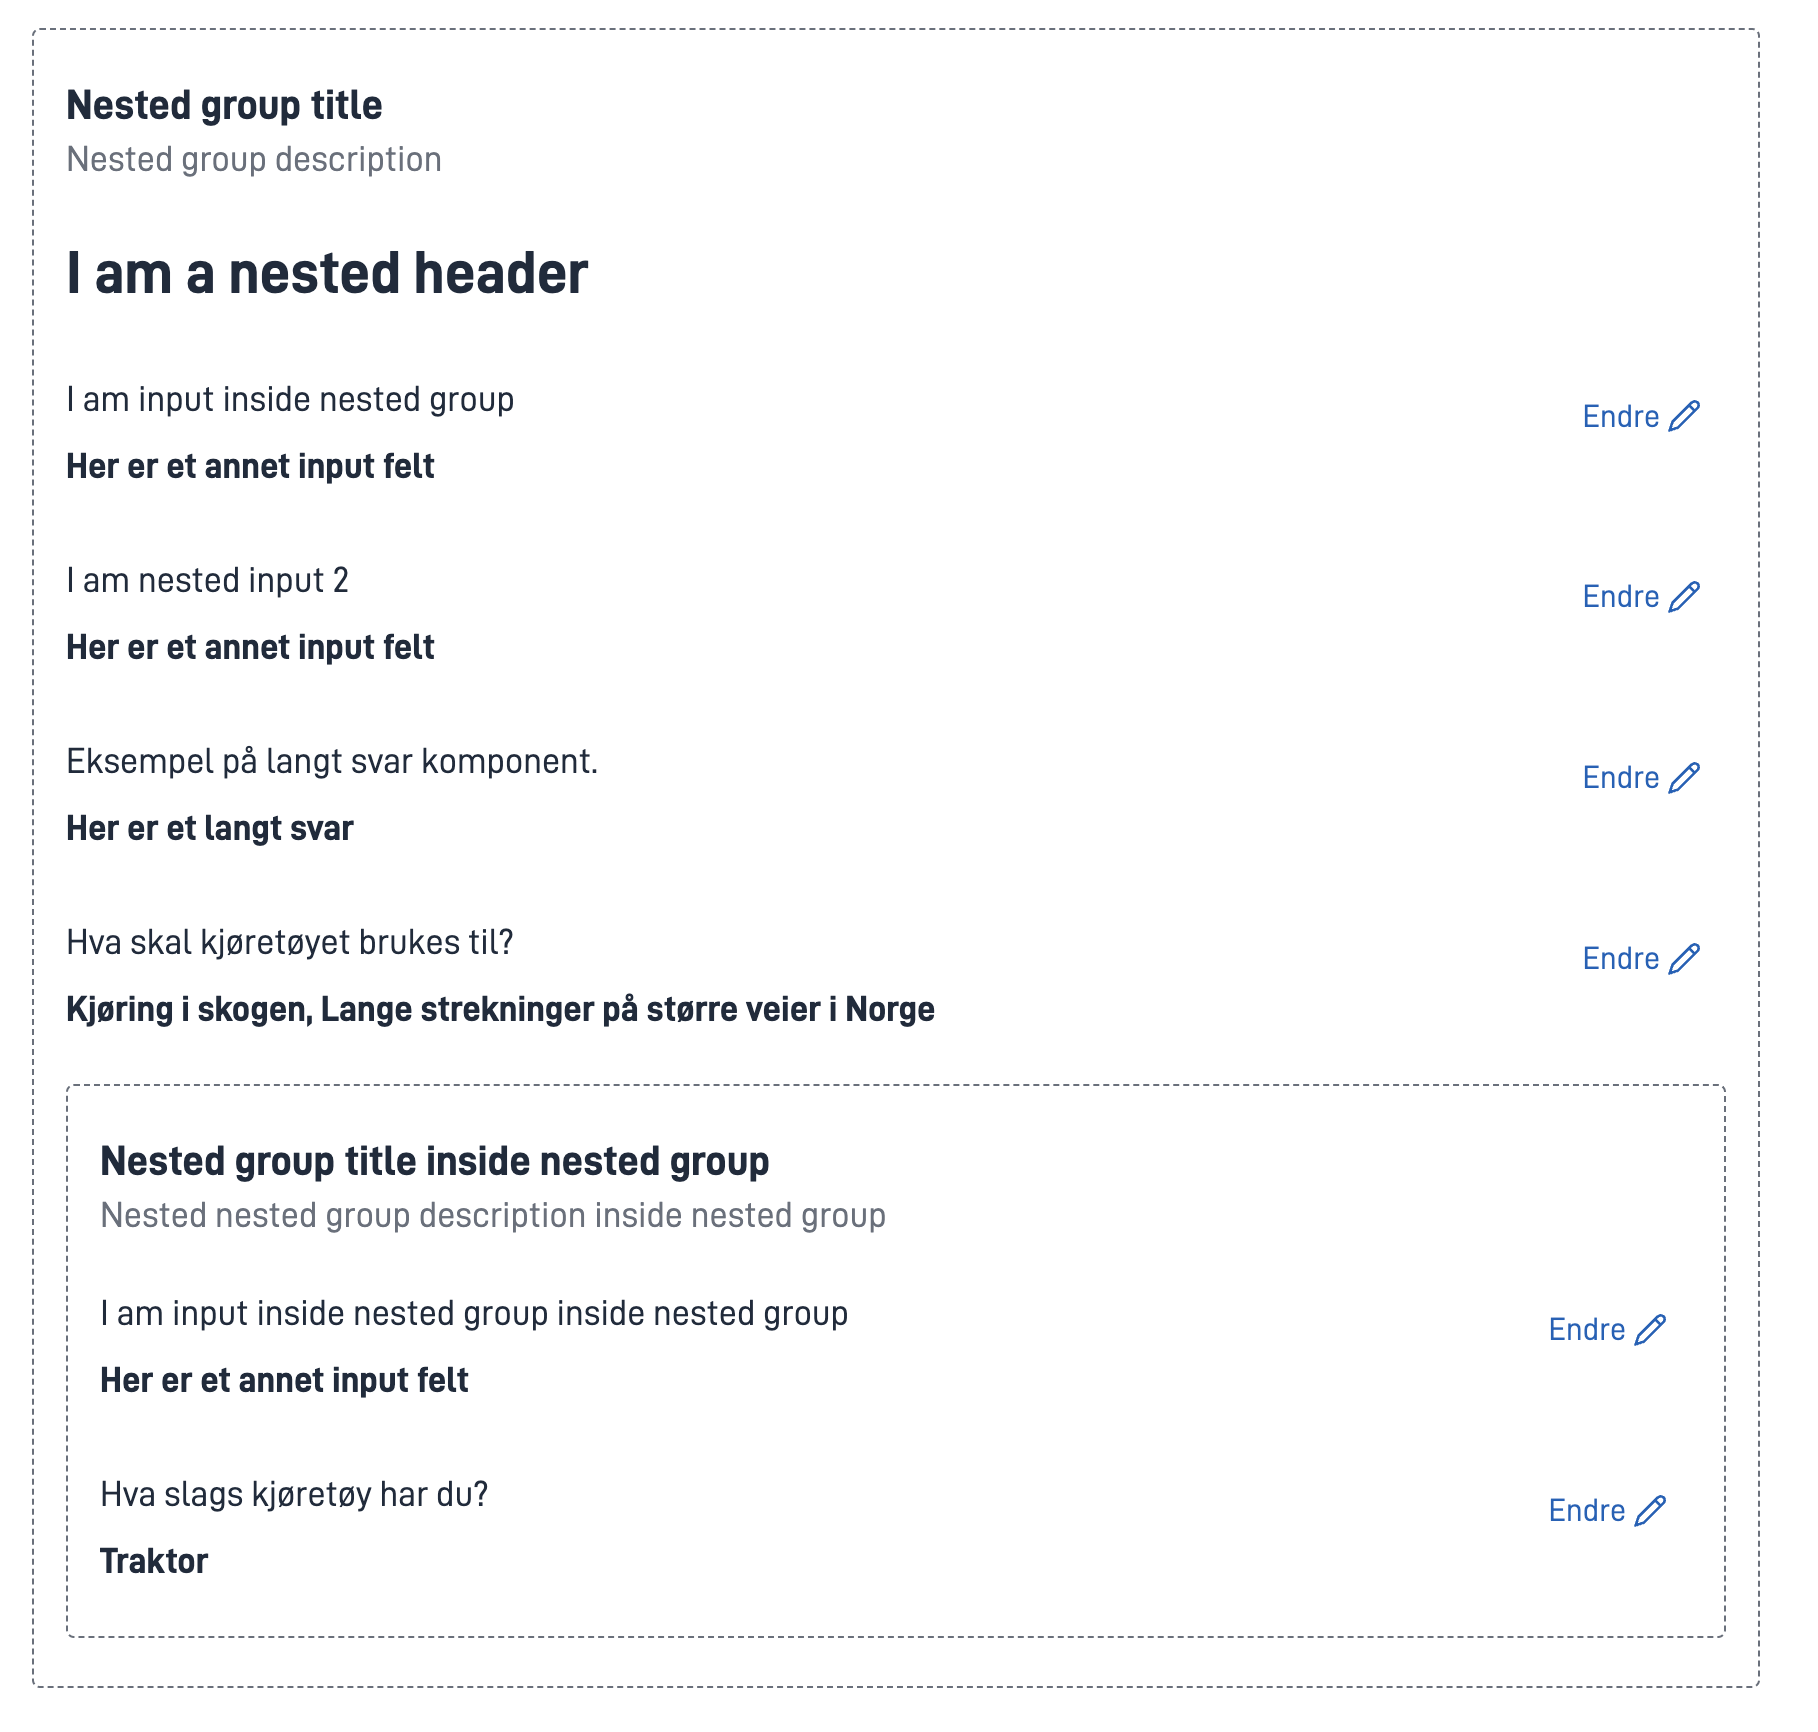 Nested group title
Nested group description
I am a nested header
I am input inside nested group
Endre
Her er et annet input felt
I am nested input 2
Endre
Her er et annet input felt
Eksempel på langt svar komponent.
Endre
Her er et langt svar
Hva skal kjøretøyet brukes til?
Endre
Kjøring i skogen, Lange strekninger på større veier i Norge
Nested group title inside nested group
Nested nested group description inside nested group
I am input inside nested group inside nested group
Endre
Her er et annet input felt
Hva slags kjøretøy har du?
Endre
Traktor